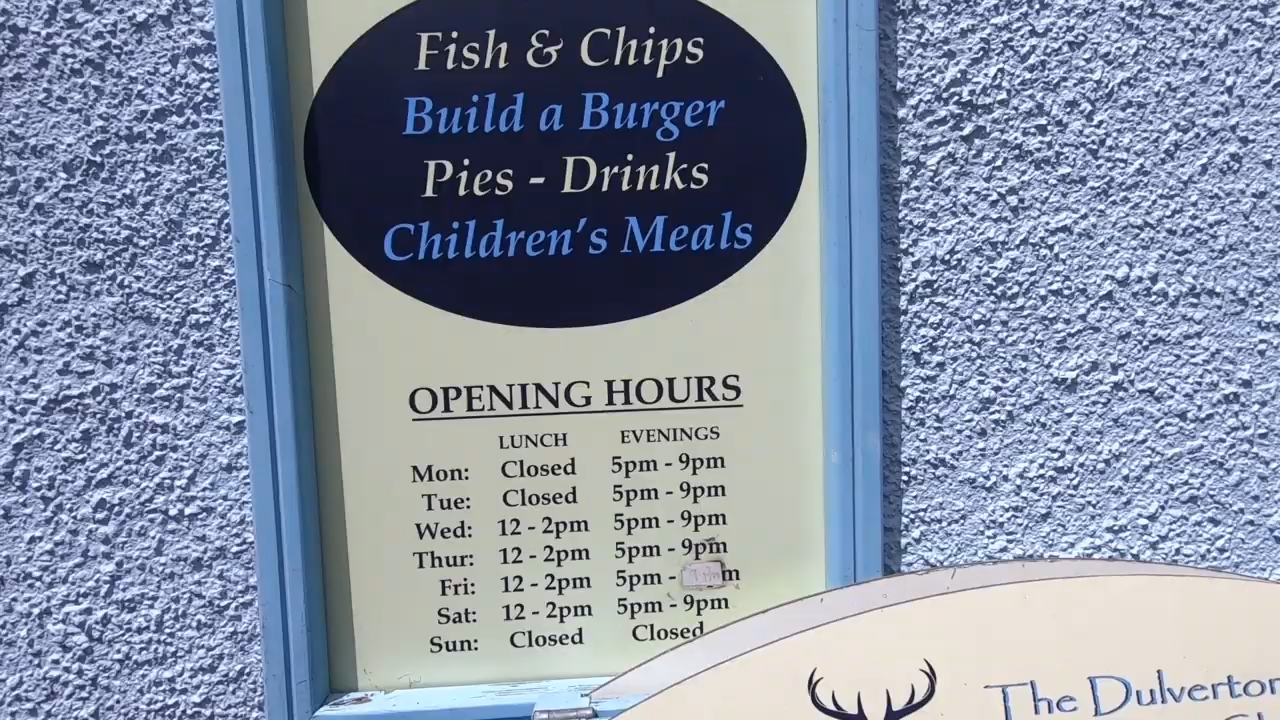 Fish & Chips
Build a Burger
Pies - Drinks
Children's Meals
OPENING HOURS
LUNCH EVENINGS
Mon: Closed 5pm - 9pm
Tue: Closed 5pm - 9pm
Wed: 12 - 2pm 5pm - 9pm
Thur: 12 - 2pm 5pm - 9pm
Fri: 12 - 2pm 5pm -
Sat: 12 - 2pm 5pm - 9pm
Sun: Closed Closed
The Dulverton